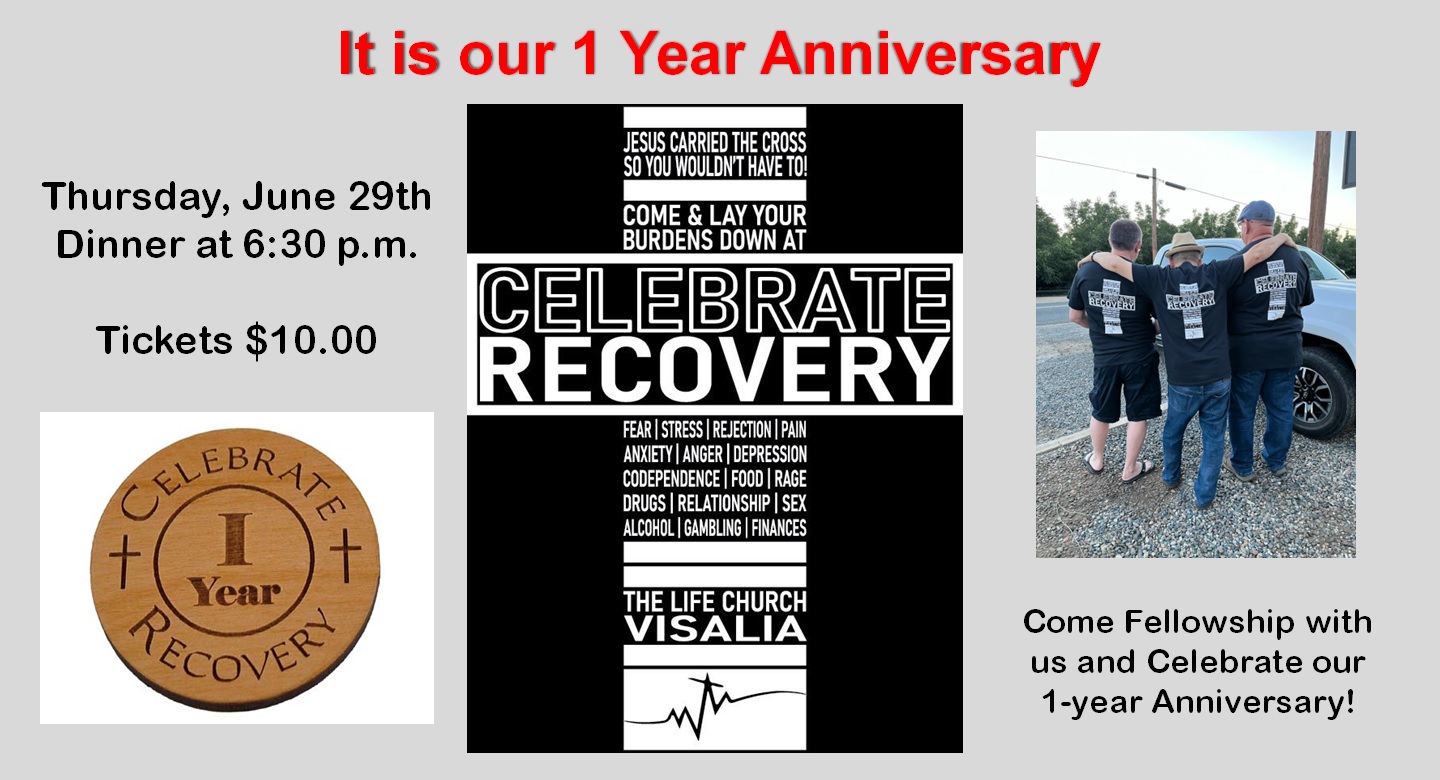 It is our 1 Year Anniversary
Thursday, June 29th
Dinner at 6:30 p.m.
Tickets $10.00
CELEBRATE
I
Year
RECOVERY
JESUS CARRIED THE CROSS
SO YOU WOULDN'T HAVE TO!
COME & LAY YOUR
BURDENS DOWN AT
CELEBRATE
RECOVERY
FEAR | STRESS | REJECTION | PAIN
ANXIETY | ANGER | DEPRESSION
CODEPENDENCE | FOOD | RAGE
DRUGS | RELATIONSHIP | SEX
ALCOHOL | GAMBLING | FINANCES
THE LIFE CHURCH
VISALIA
CELEBRATE
RECOVERY
CELEBRATE
RECOVERY
CELEBRATE
RECOVERY
Come Fellowship with
us and Celebrate our
1-year Anniversary!